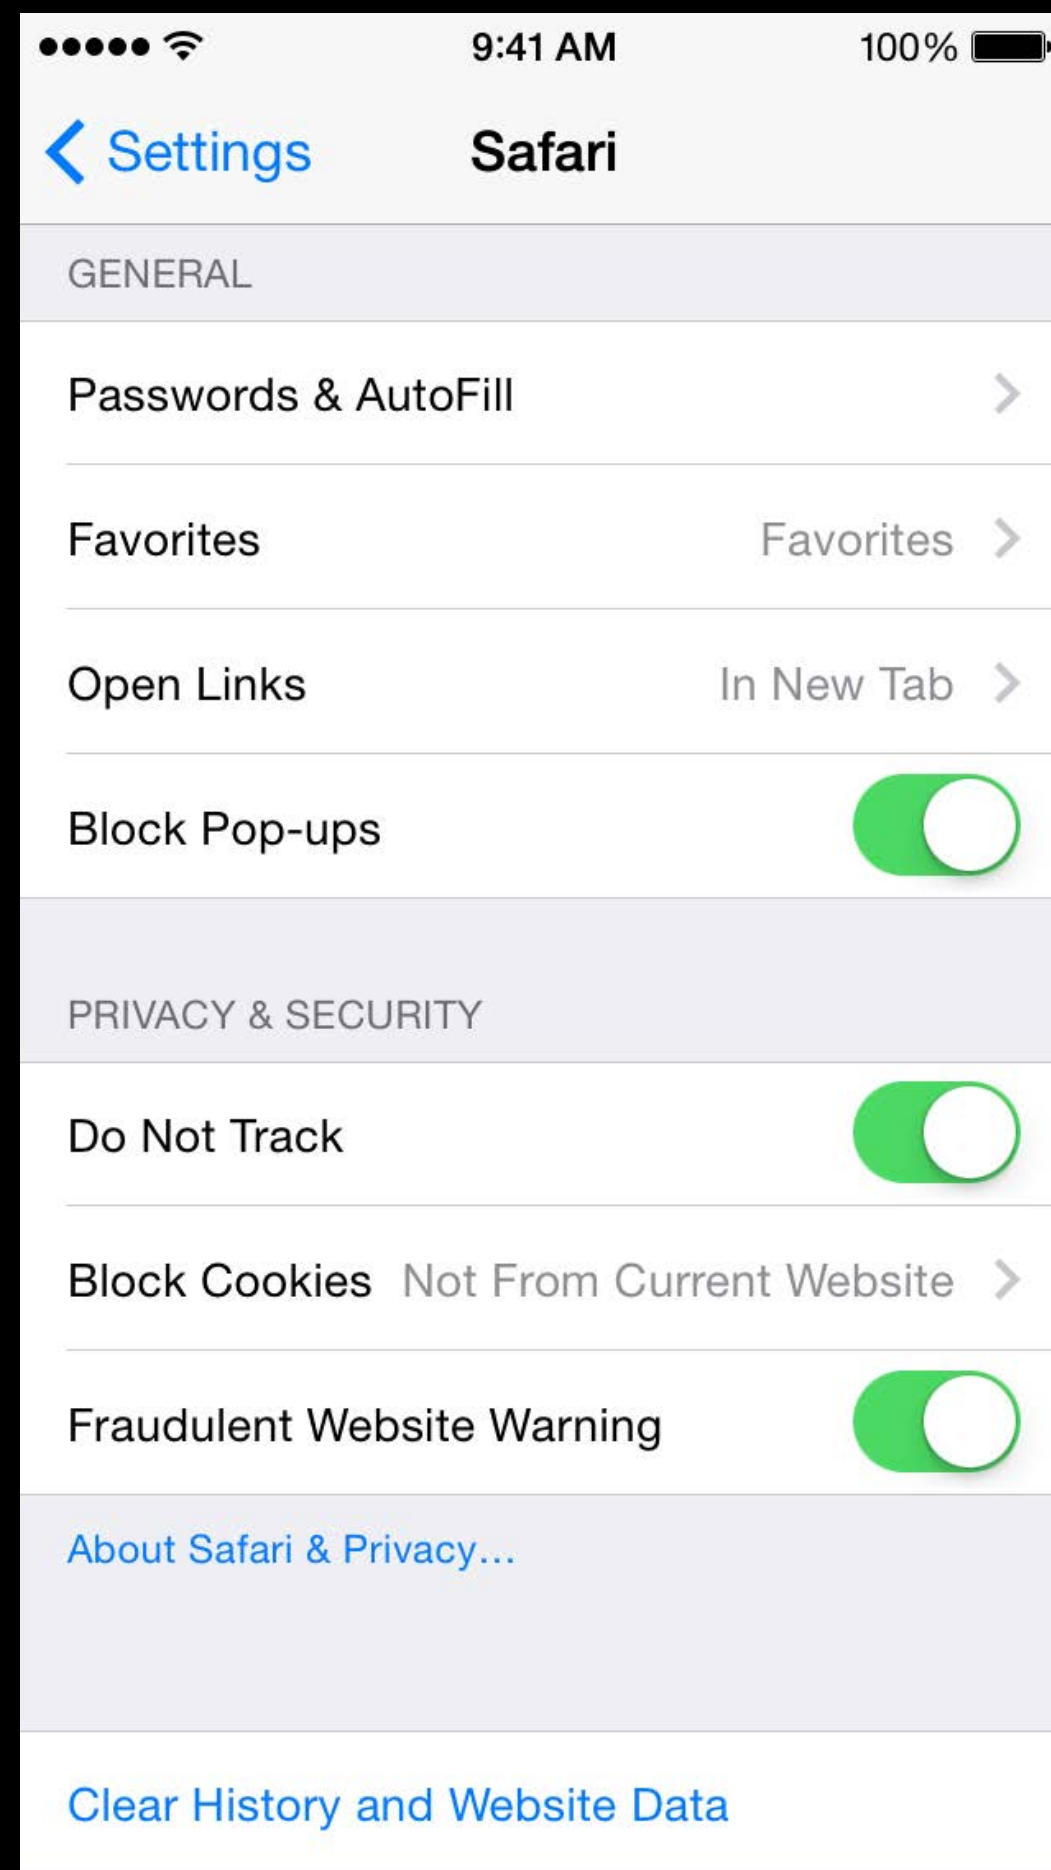 9:41 AM 100%
Settings Safari
GENERAL
Passwords & AutoFill
Favorites Favorites
Open Links In New Tab
Block Pop-ups
PRIVACY & SECURITY
Do Not Track
Block Cookies Not From Current Website
Fraudulent Website Warning
About Safari & Privacy...
Clear History and Website Data